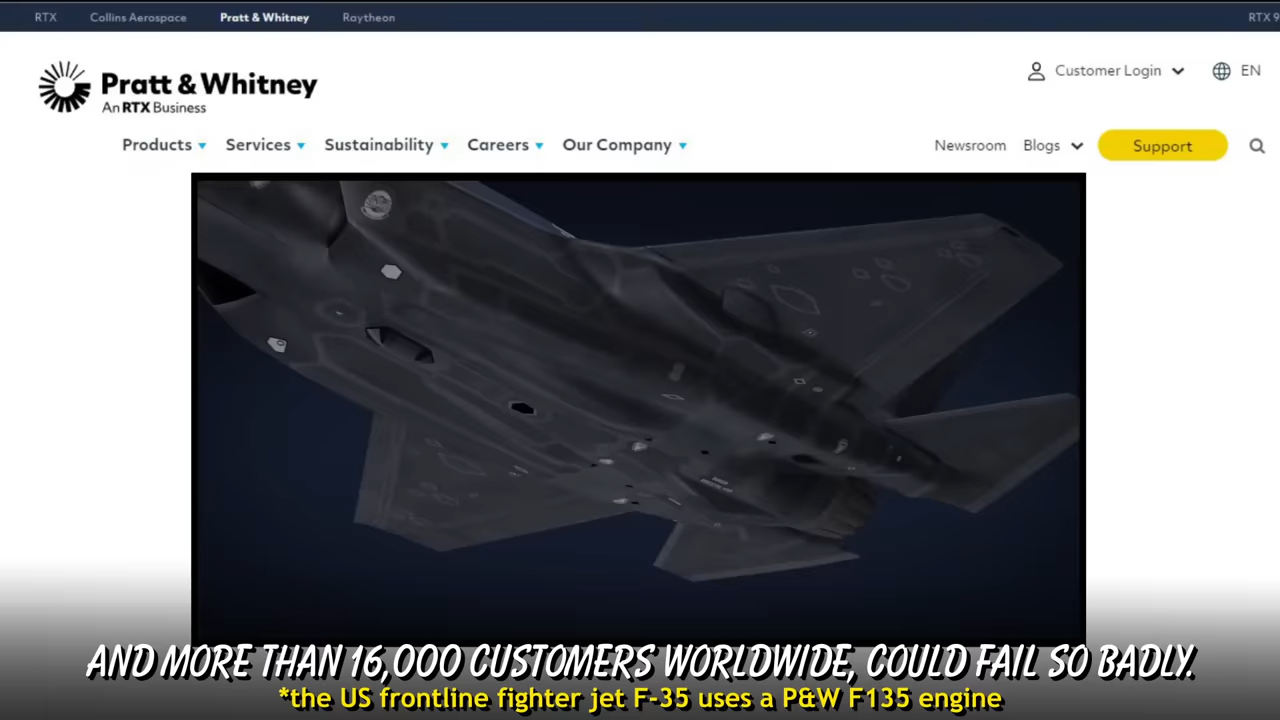 RTX Collins Aerospace Pratt & Whitney Raytheon RTX 9
Customer Login EN
Pratt & Whitney
An RTX Business
Products Services Sustainability Careers Our Company Newsroom Blogs Support
AND MORE THAN 16,000 CUSTOMERS WORLDWIDE, COULD FAIL SO BADLY.
*the US frontline fighter jet F-35 uses a P&W F135 engine